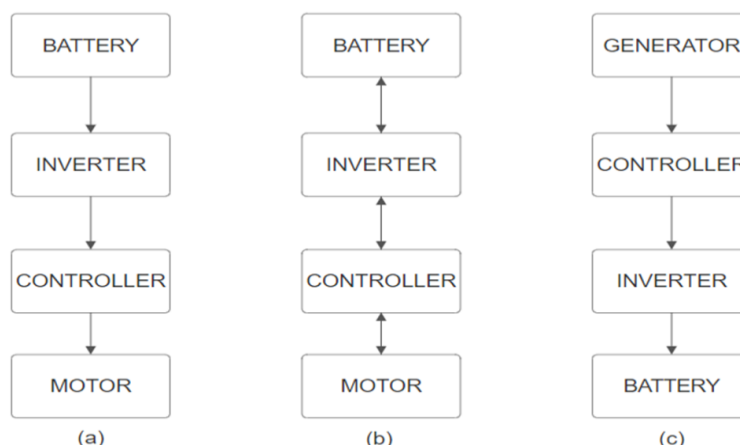 BATTERY
INVERTER
CONTROLLER
MOTOR
(a)
BATTERY
INVERTER
CONTROLLER
MOTOR
(b)
GENERATOR
CONTROLLER
INVERTER
BATTERY
(c)